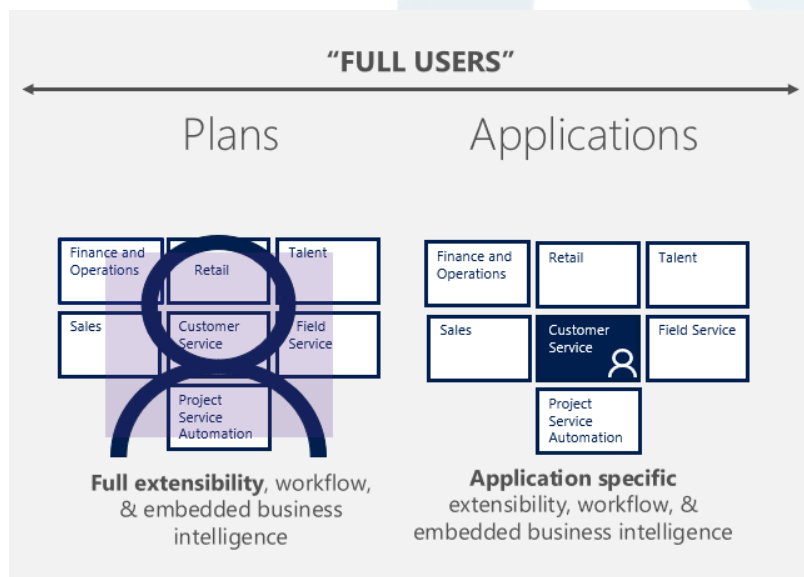 “FULL USERS”
Plans
Applications
Finance and
Operations
Retail
Talent
Sales
Customer
Service
Field
Service
Project
Service
Automation
Full extensibility, workflow,
& embedded business
intelligence
Finance and
Operations
Retail
Talent
Sales
Customer
Service
Field Service
Project
Service
Automation
Application specific
extensibility, workflow, &
embedded business intelligence